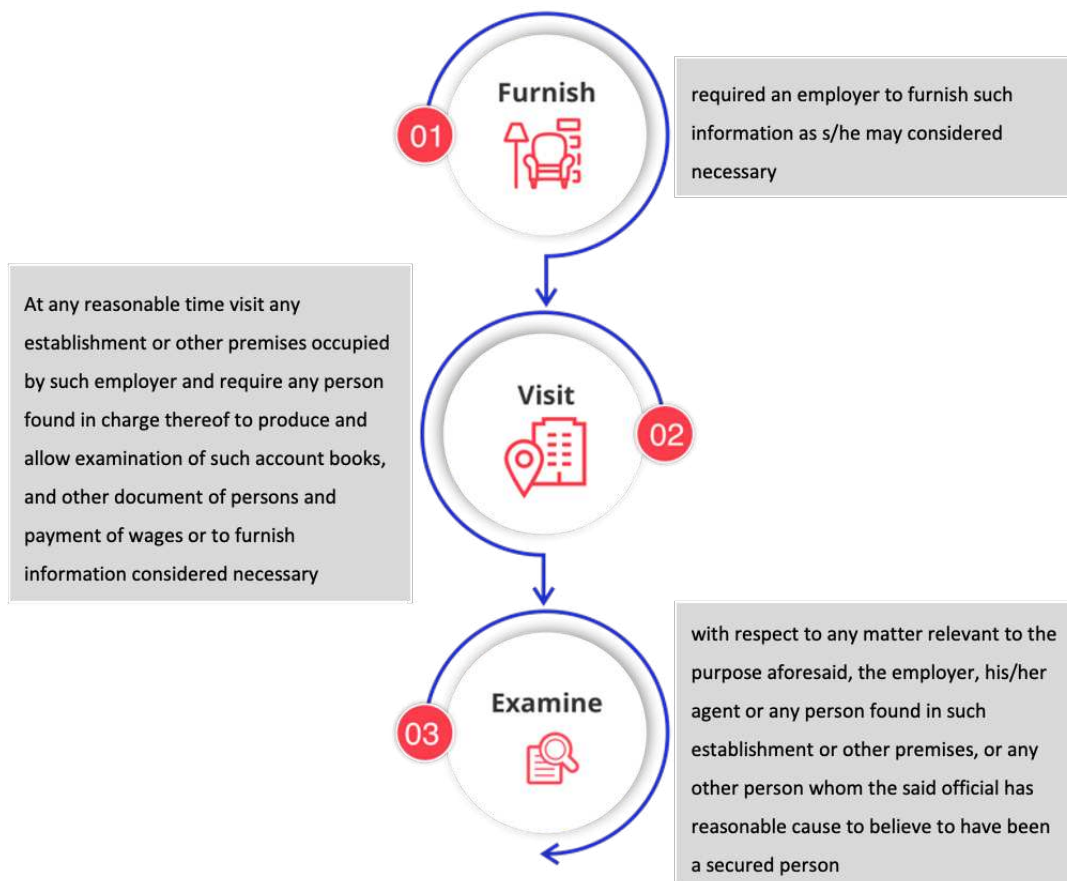 Furnish
01
required an employer to furnish such
information as s/he may considered
necessary
At any reasonable time visit any
establishment or other premises occupied
by such employer and require any person
found in charge thereof to produce and
allow examination of such account books,
and other document of persons and
payment of wages or to furnish
information considered necessary
Visit
02
Examine
03
with respect to any matter relevant to the
purpose aforesaid, the employer, his/her
agent or any person found in such
establishment or other premises, or any
other person whom the said official has
reasonable cause to believe to have been
a secured person